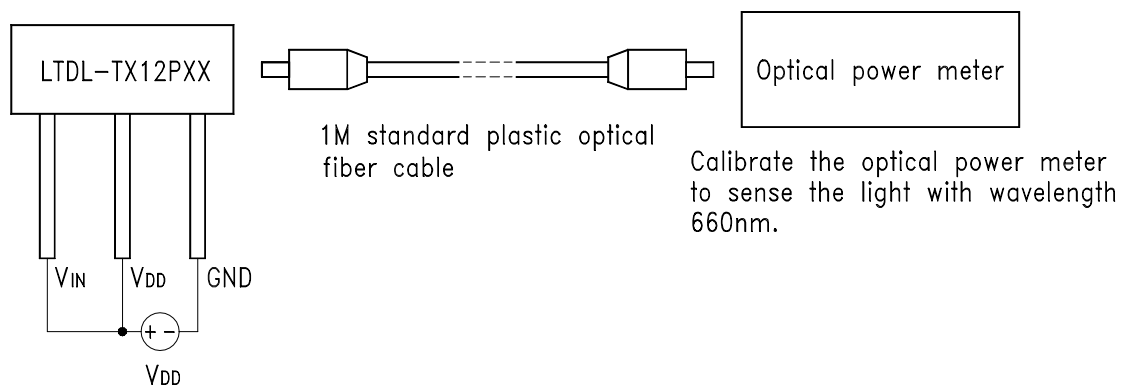 LTDL-TX12PXX
Optical power meter
1M standard plastic optical
fiber cable
Calibrate the optical power meter
to sense the light with wavelength
660nm.
VIN
VDD
GND
+ -
VDD